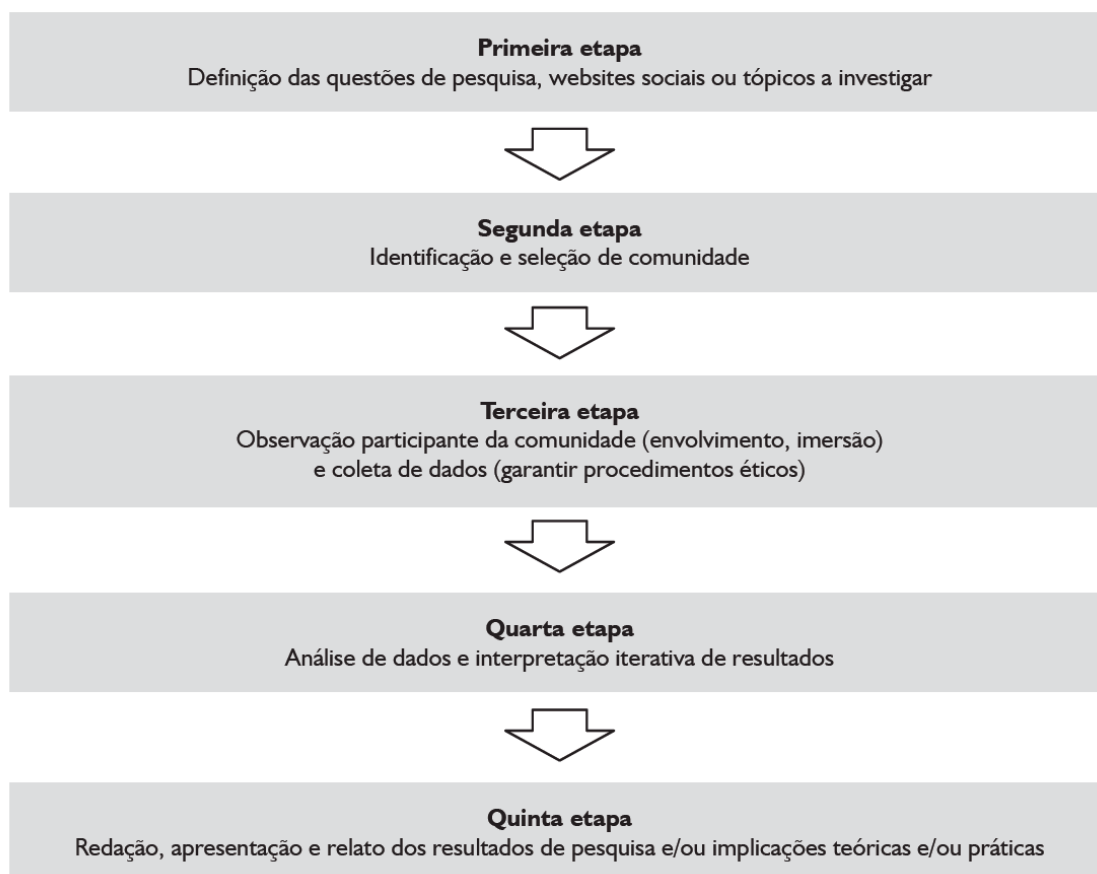 Primeira etapa
Definição das questões de pesquisa, websites sociais ou tópicos a investigar
Segunda etapa
Identificação e seleção de comunidade
Terceira etapa
Observação participante da comunidade (envolvimento, imersão)
e coleta de dados (garantir procedimentos éticos)
Quarta etapa
Análise de dados e interpretação iterativa de resultados
Quinta etapa
Redação, apresentação e relato dos resultados de pesquisa e/ou implicações teóricas e/ou práticas